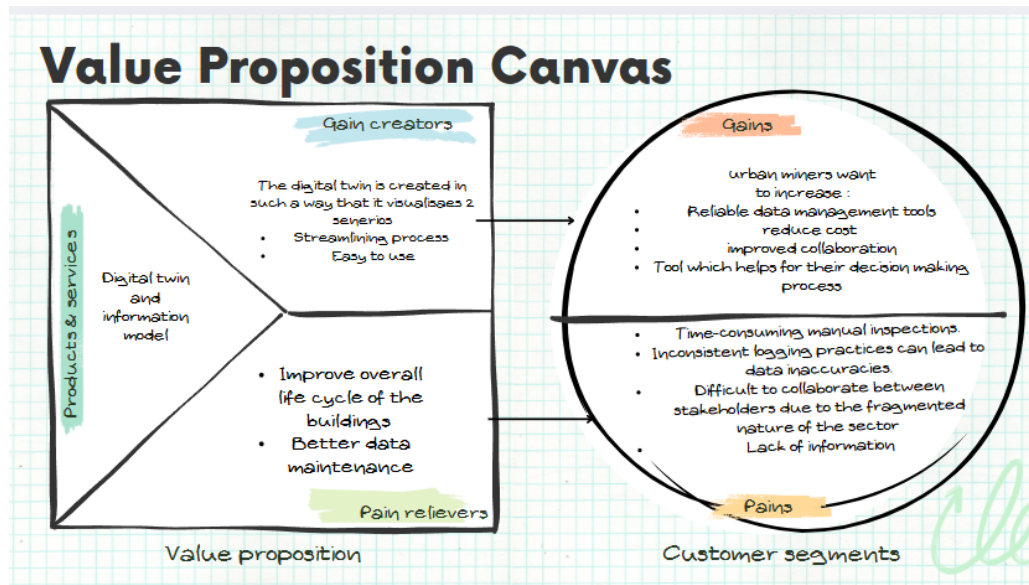 Value Proposition Canvas
Gain creators
The digital twin is created in
such a way that it visualisaes 2
senerios
• Streamlining process
• Easy to use
Products & services
Digital twin
and
information
model
• Improve overall
life cycle of the
buildings
• Better data
maintenance
Pain relievers
Value proposition
Gains
urban miners want
to increase :
• Reliable data management tools
• reduce cost
• improved collaboration
• Tool which helps for their decision making
process
• Time-consuming manual inspections.
• Inconsistent logging practices can lead to
data inaccuracies.
• Difficult to collaborate between
stakeholders due to the fragmented
nature of the sector
• Lack of information
Pains
Customer segments